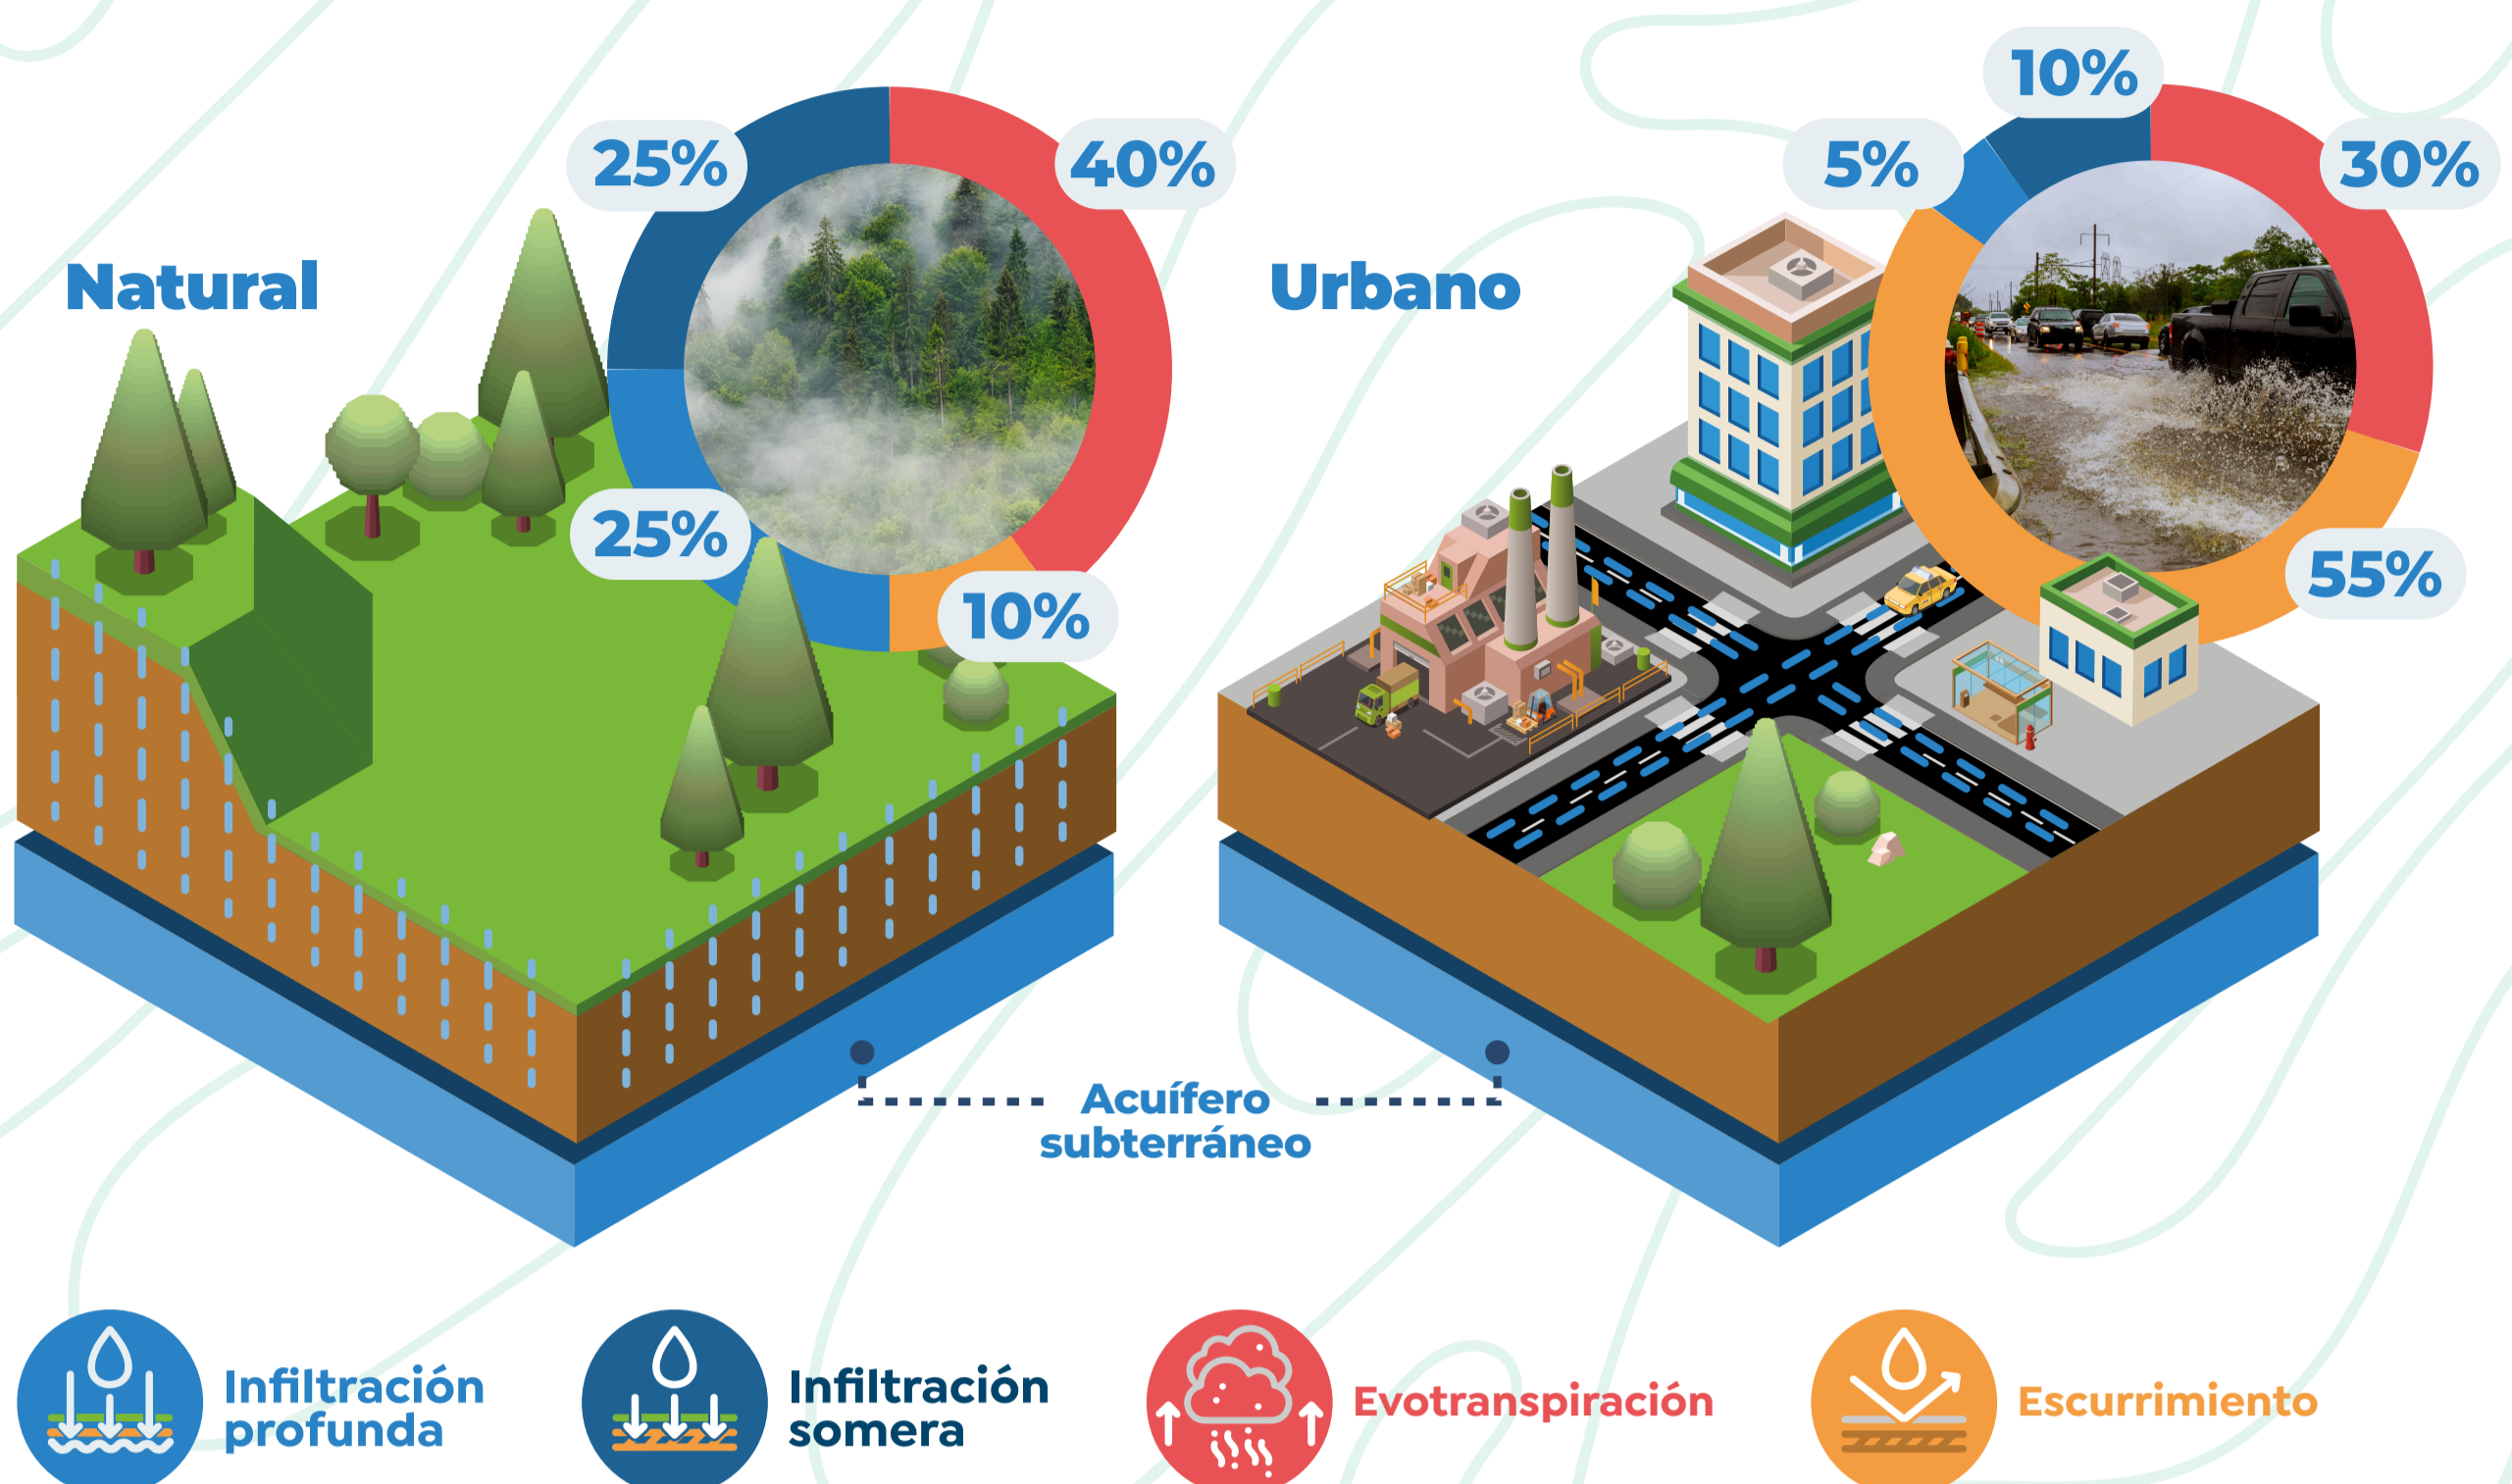 Natural
25%
40%
25%
10%
Urbano
10%
5%
30%
55%
Acuífero
subterráneo
Infiltración
profunda
Infiltración
somera
Evotranspiración
Escurrimiento